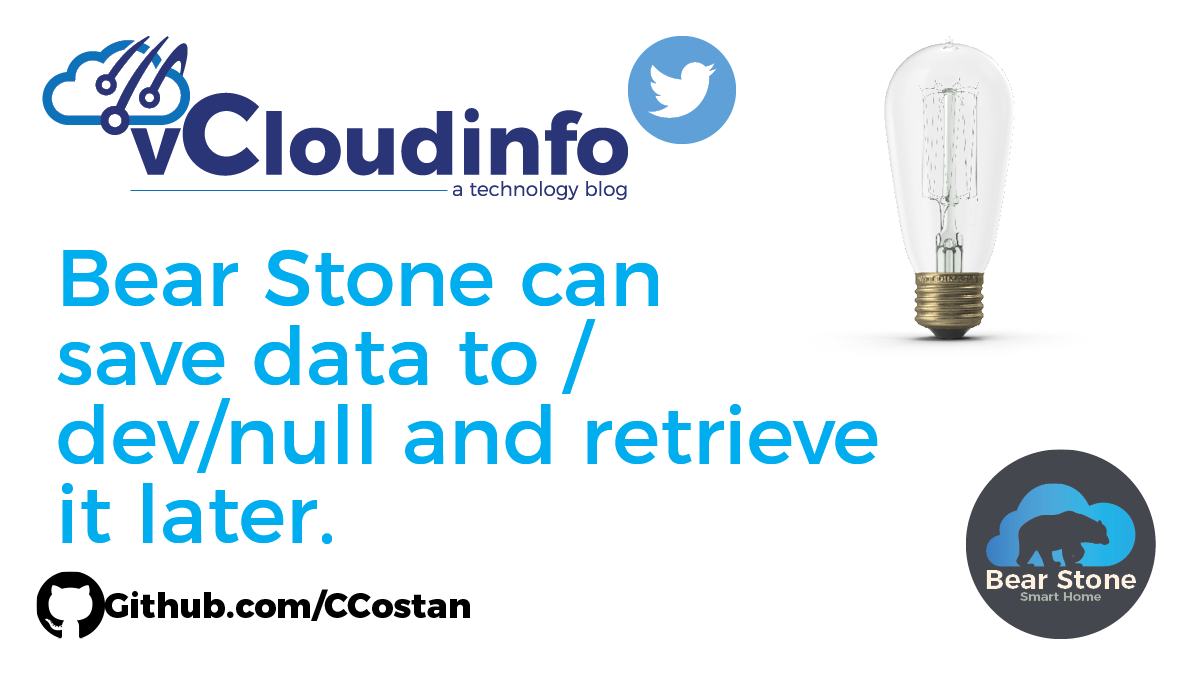 vCloudinfo
a technology blog
Bear Stone can
save data to /
dev/null and retrieve
it later.
Github.com/CCostan
Bear Stone
Smart Home